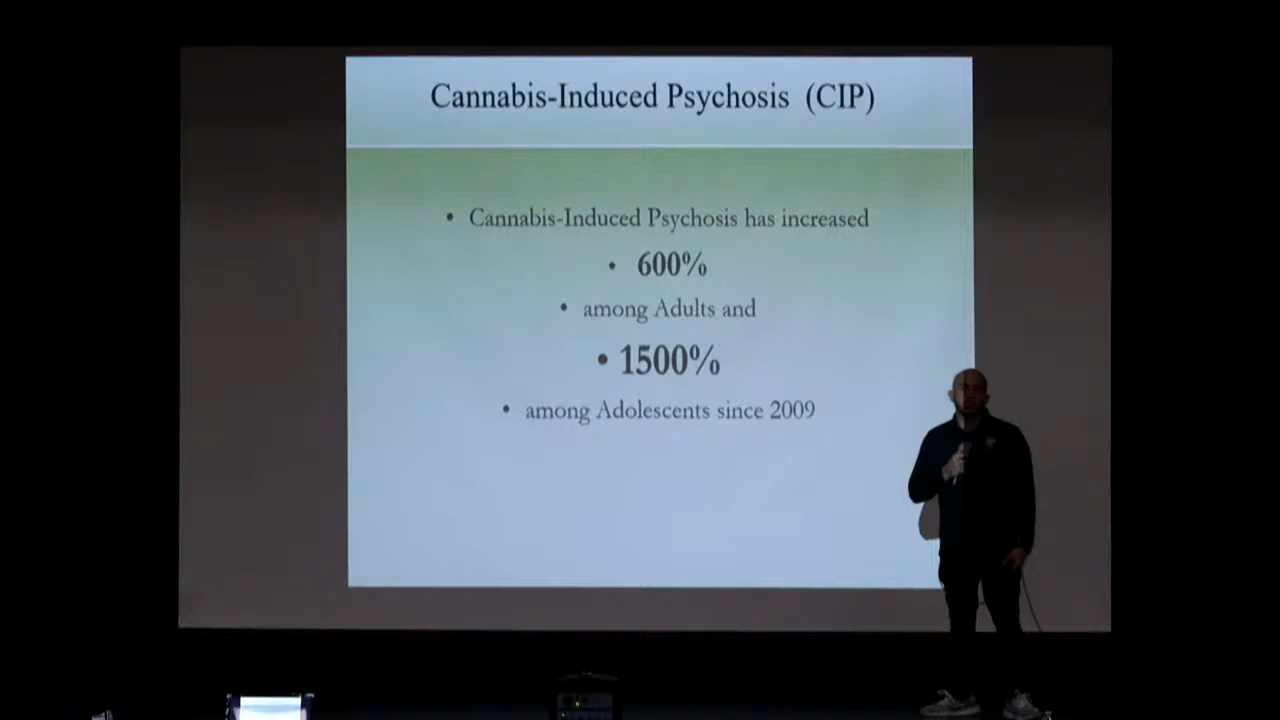 Cannabis-Induced Psychosis (CIP)
• Cannabis-Induced Psychosis has increased
• 600%
• among Adults and
• 1500%
• among Adolescents since 2009